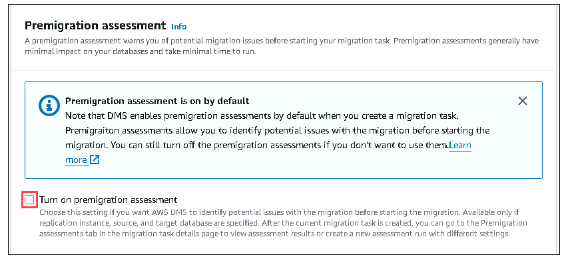 Premigration assessment Info
A premigration assessment warns you of potential migration issues before starting your migration task. Premigration assessments generally have
minimal impact on your databases and take minimal time to run.
Premigration assessment is on by default
Note that DMS enables premigration assessments by default when you create a migration task.
Premigraiton assessments allow you to identify potential issues with the migration before starting the
migration. You can still turn off the premigration assessments if you don't want to use them.Learn
more
Turn on premigration assessment
Choose this setting if you want AWS DMS to identify potential issues with the migration before starting the migration. Available only if
replication instance, source, and target database are specified. After the current migration task is created, you can go to the Premigration
assessments tab in the migration task details page to view assessment results or create a new assessment run with different settings